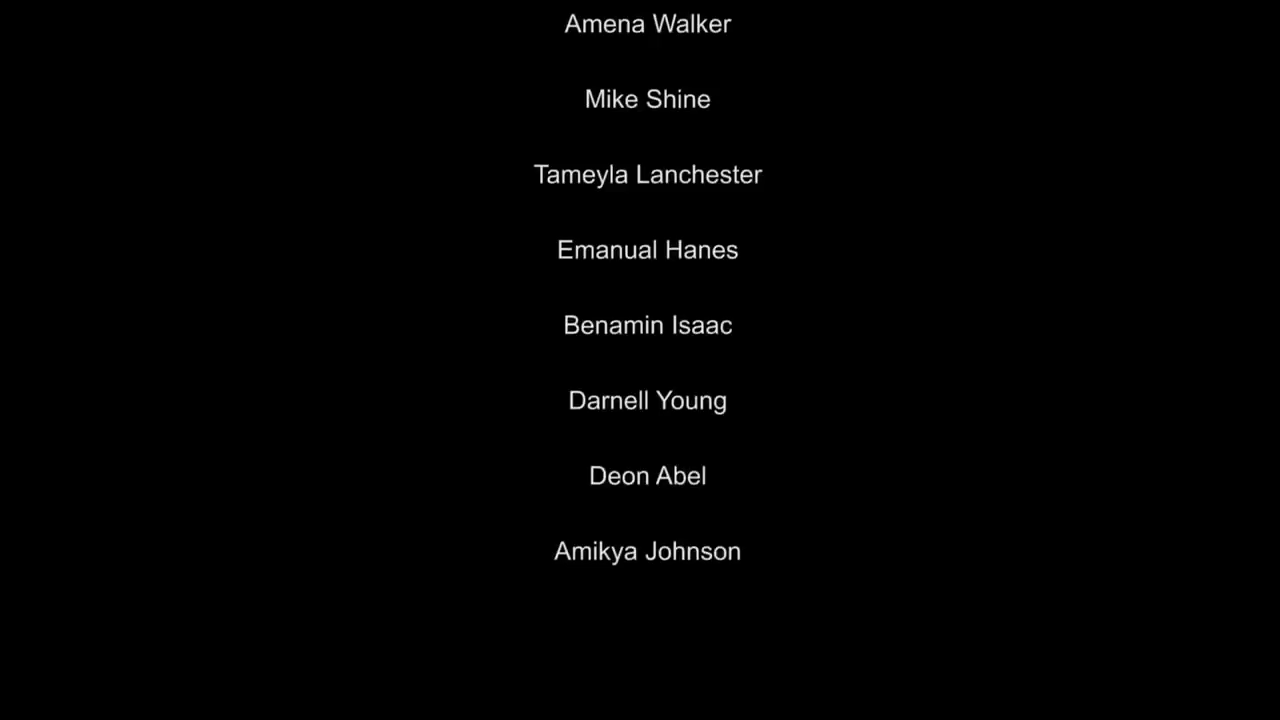 Amena Walker
Mike Shine
Tameyla Lanchester
Emanual Hanes
Benamin Isaac
Darnell Young
Deon Abel
Amikya Johnson